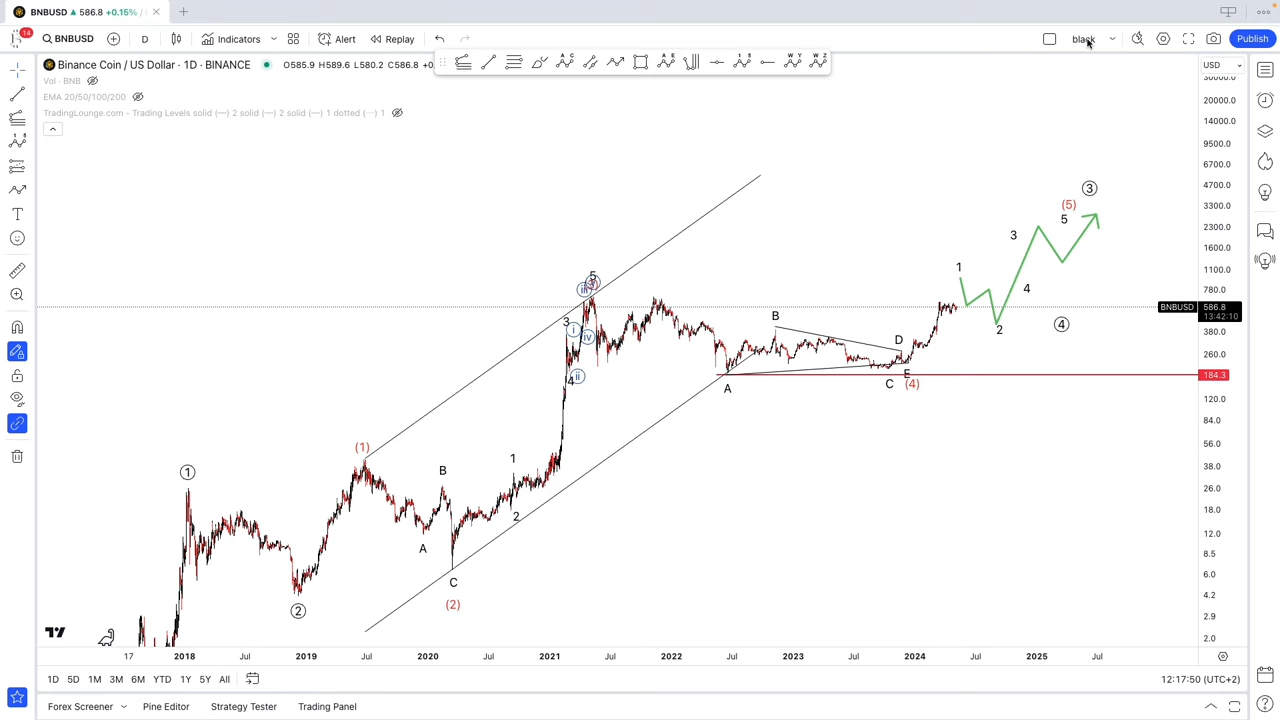 BNBUSD ▲ 586.8 +0.15% /
14
BNBUSD
D
Indicators
Alert
Replay
black
Publish
Binance Coin / US Dollar · 1D · BINANCE
O585.9 H589.6 L580.2 C586.8 +0.
Vol · BNB
EMA 20/50/100/200
TradingLounge.com - Trading Levels solid (—) 2 solid (—) 2 solid (—) 1 dotted (···) 1
USD
30000.0
20000.0
14000.0
9500.0
6700.0
4700.0
3300.0
2300.0
1600.0
1100.0
780.0
BNBUSD 586.8
13:42:10
380.0
260.0
184.3
120.0
84.0
56.0
38.0
26.0
18.0
12.0
8.5
6.0
4.2
2.9
2.0
3
(5)
5
3
1
4
2
4
5
iii
3
i
iv
4
ii
B
D
A
C
E
(4)
(1)
1
B
1
2
A
C
2
(2)
17
2018
Jul
2019
Jul
2020
Jul
2021
Jul
2022
Jul
2023
Jul
2024
Jul
2025
Jul
1D 5D 1M 3M 6M YTD 1Y 5Y All
12:17:50 (UTC+2)
Forex Screener
Pine Editor
Strategy Tester
Trading Panel